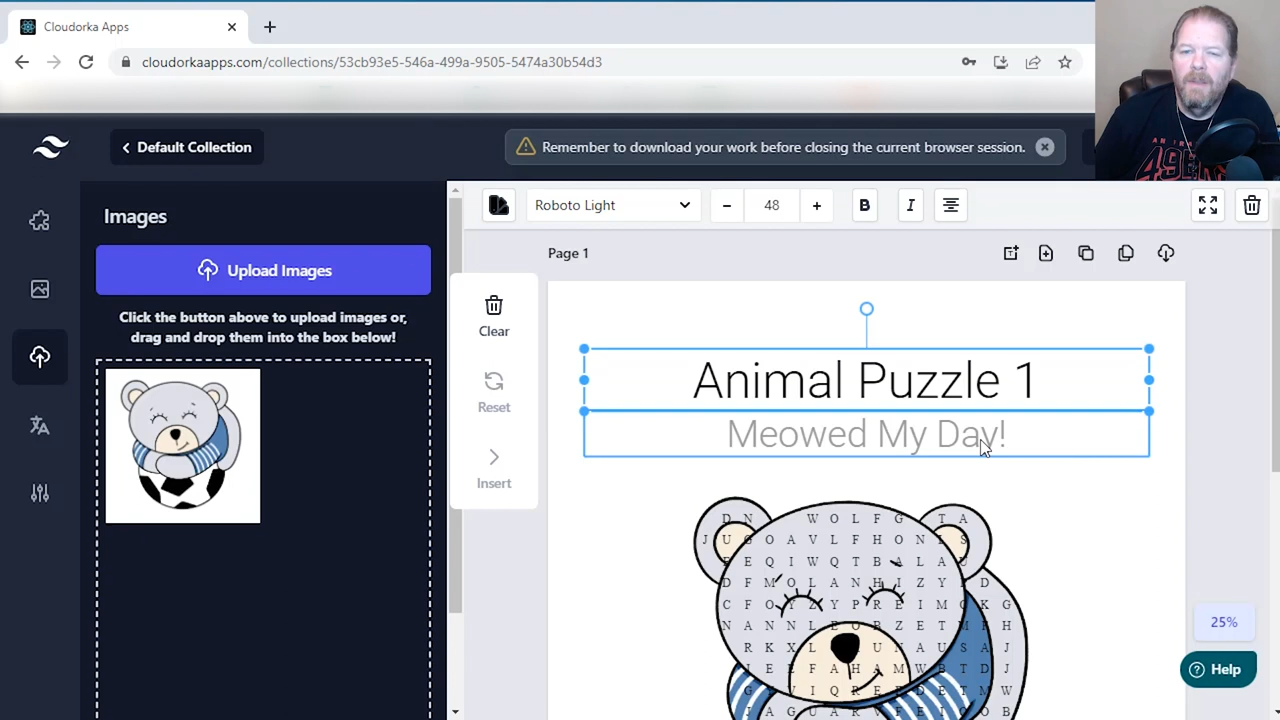 Cloudorka Apps
cloudorkaapps.com/collections/53cb93e5-546a-499a-9505-5474a30b54d3
Default Collection
Remember to download your work before closing the current browser session.
AN IRA
49ERS
Images
Roboto Light
48
B
I
Upload Images
Page 1
Click the button above to upload images or,
drag and drop them into the box below!
Clear
Reset
Insert
Animal Puzzle 1
Meowed My Day!
D N W O L F G T A
J U G O A V L F H O N L S
E Q I W Q T B A L A U
D F M O L A N H I Z Y D
C F O Y Z Y P R E I M O K G
N A N N L E O B Z E T M F H
R K X L U N A U S A J
I E L F A H A M W B T D J
G V I Q R E E D E T M W
J A G U A R V F E I C O B
25%
Help